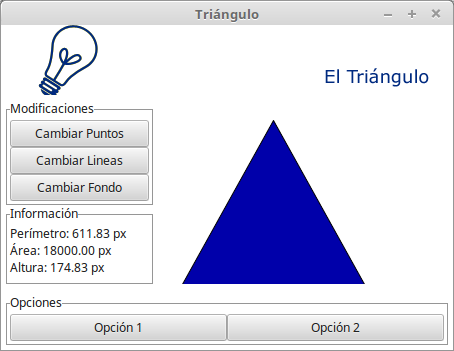 Triángulo
El Triángulo
Modificaciones
Cambiar Puntos
Cambiar Lineas
Cambiar Fondo
Información
Perímetro: 611.83 px
Área: 18000.00 px
Altura: 174.83 px
Opciones
Opción 1
Opción 2